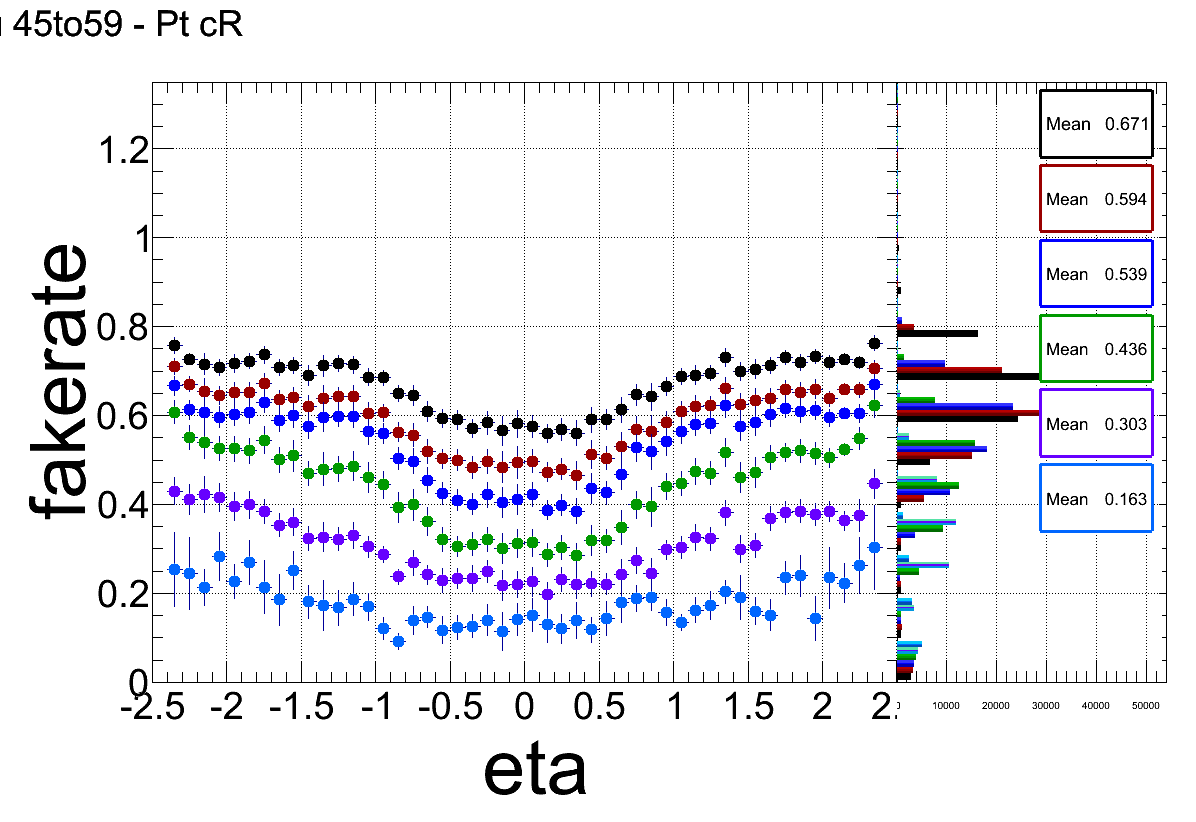 45to59 - Pt cR
fakerate
1.2
1
0.8
0.6
0.4
0.2
0
-2.5 -2 -1.5 -1 -0.5 0 0.5 1 1.5 2 2.
eta
10000 20000 30000 40000 50000
Mean 0.671
Mean 0.594
Mean 0.539
Mean 0.436
Mean 0.303
Mean 0.163